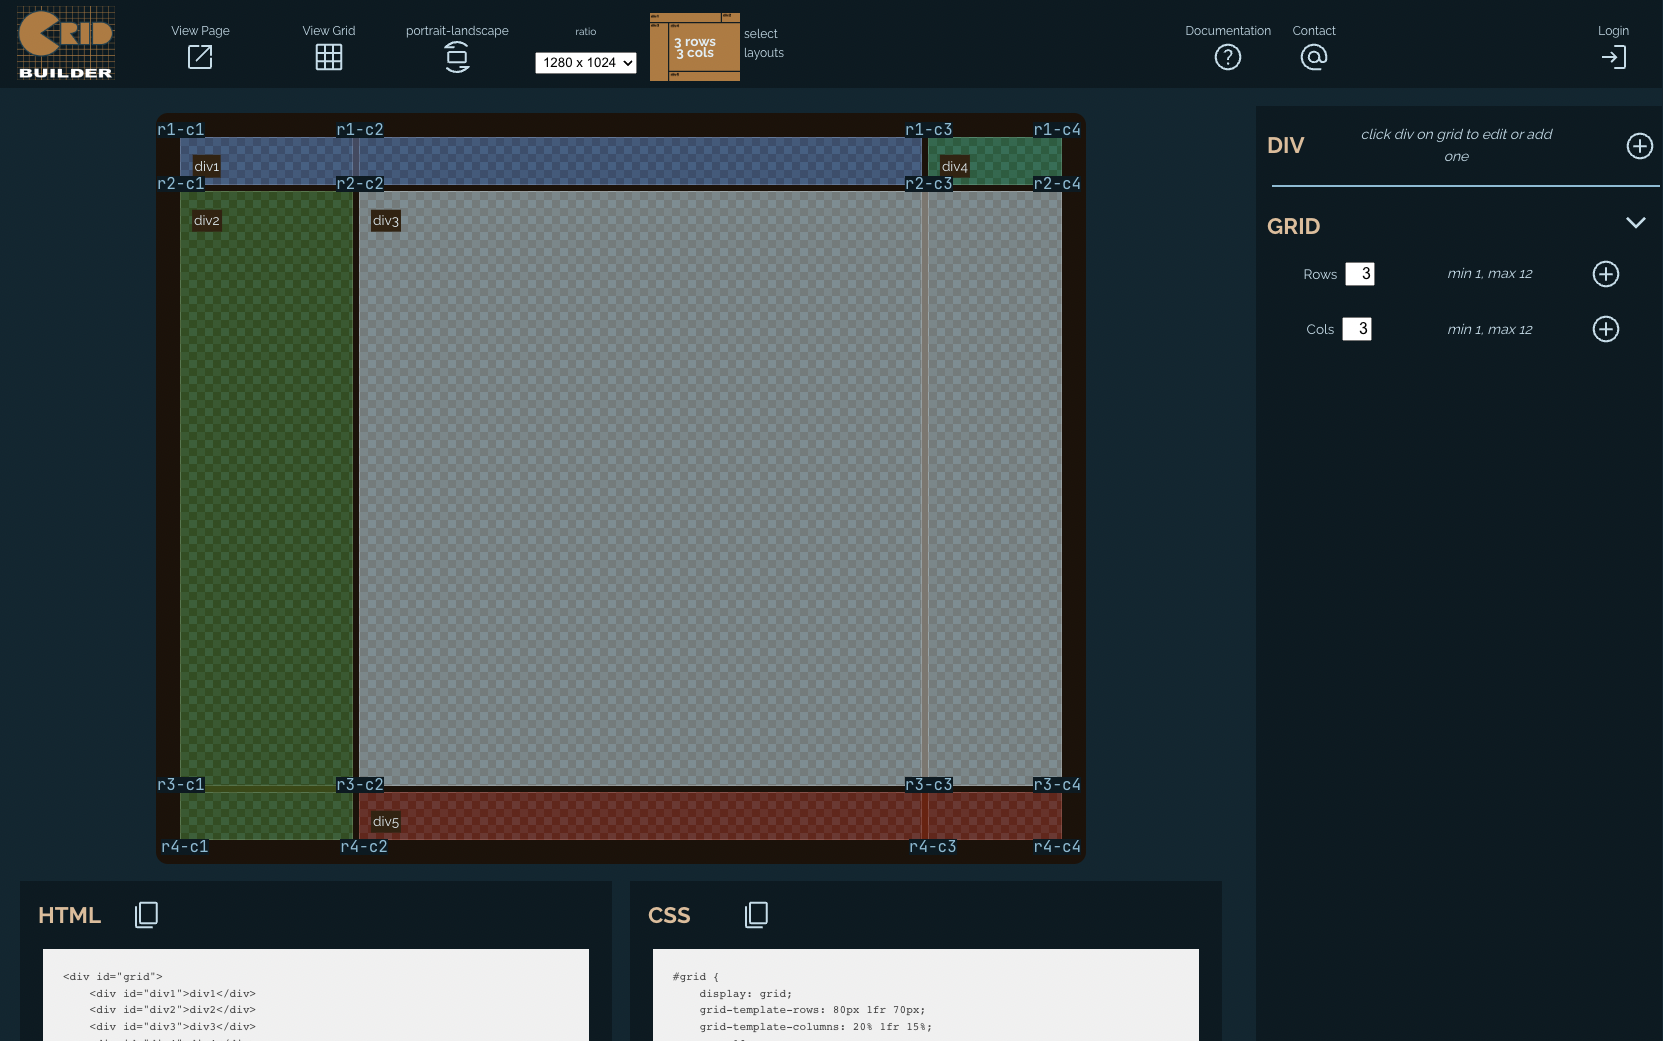 GRID
BUILDER
View Page
View Grid
portrait-landscape
ratio
1280 x 1024
3 rows
3 cols
select
layouts
Documentation
Contact
Login
r1-c1
r1-c2
r1-c3
r1-c4
div1
div4
r2-c1
r2-c2
r2-c3
r2-c4
div2
div3
r3-c1
r3-c2
r3-c3
r3-c4
div5
r4-c1
r4-c2
r4-c3
r4-c4
DIV
click div on grid to edit or add
one
GRID
Rows 3 min 1, max 12
Cols 3 min 1, max 12
HTML
<div id="grid">
<div id="div1">div1</div>
<div id="div2">div2</div>
<div id="div3">div3</div>
CSS
#grid {
display: grid;
grid-template-rows: 80px 1fr 70px;
grid-template-columns: 20% 1fr 15%;